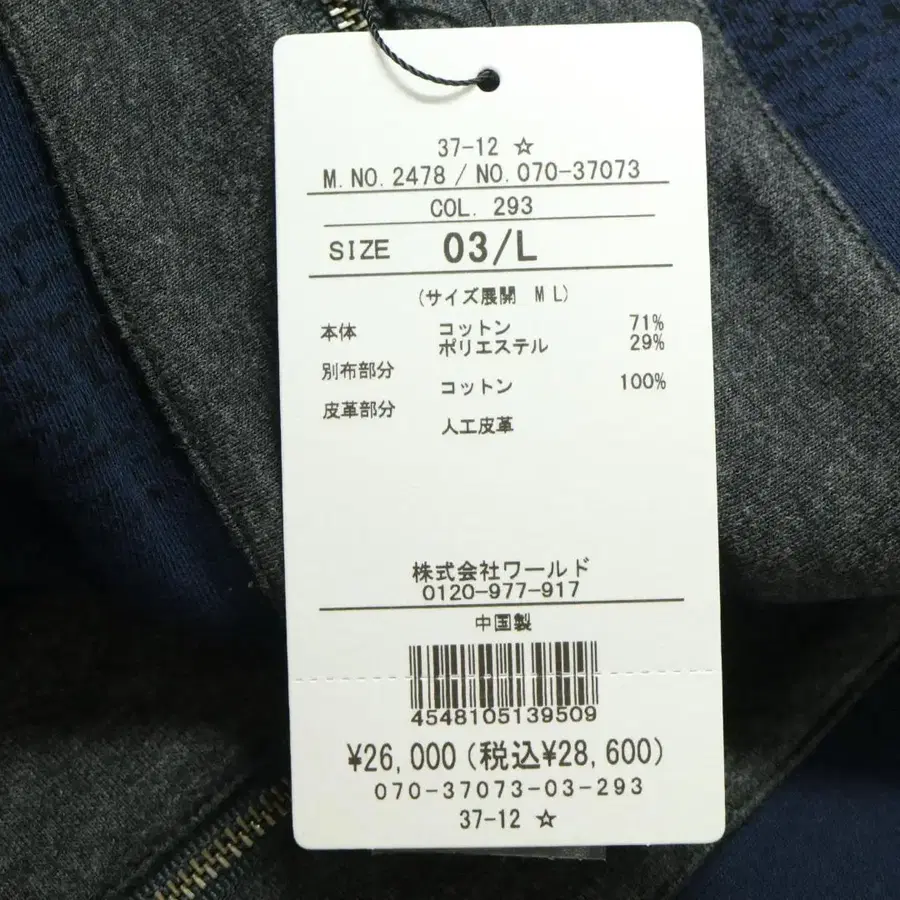 37-12 ☆
M.NO.2478 / NO.070-37073
COL. 293
SIZE 03/L
(サイズ展開 M L)
本体 コットン 71%
ポリエステル 29%
別布部分 コットン 100%
皮革部分 人工皮革
株式会社ワールド
0120-977-917
中国製
4548105139509
¥26,000(税込¥28,600)
070-37073-03-293
37-12 ☆